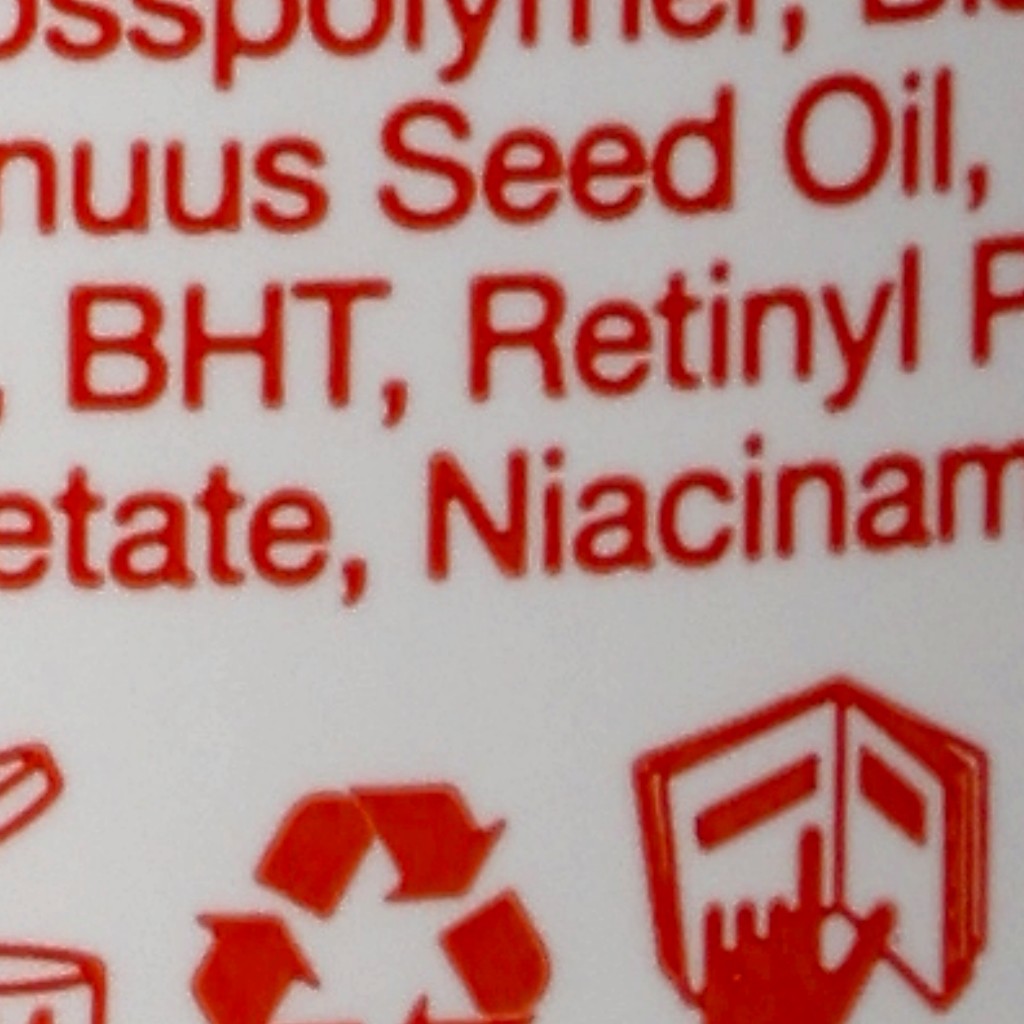 osspolymer,
nuus Seed Oil,
, BHT, Retinyl P
etate, Niacinam